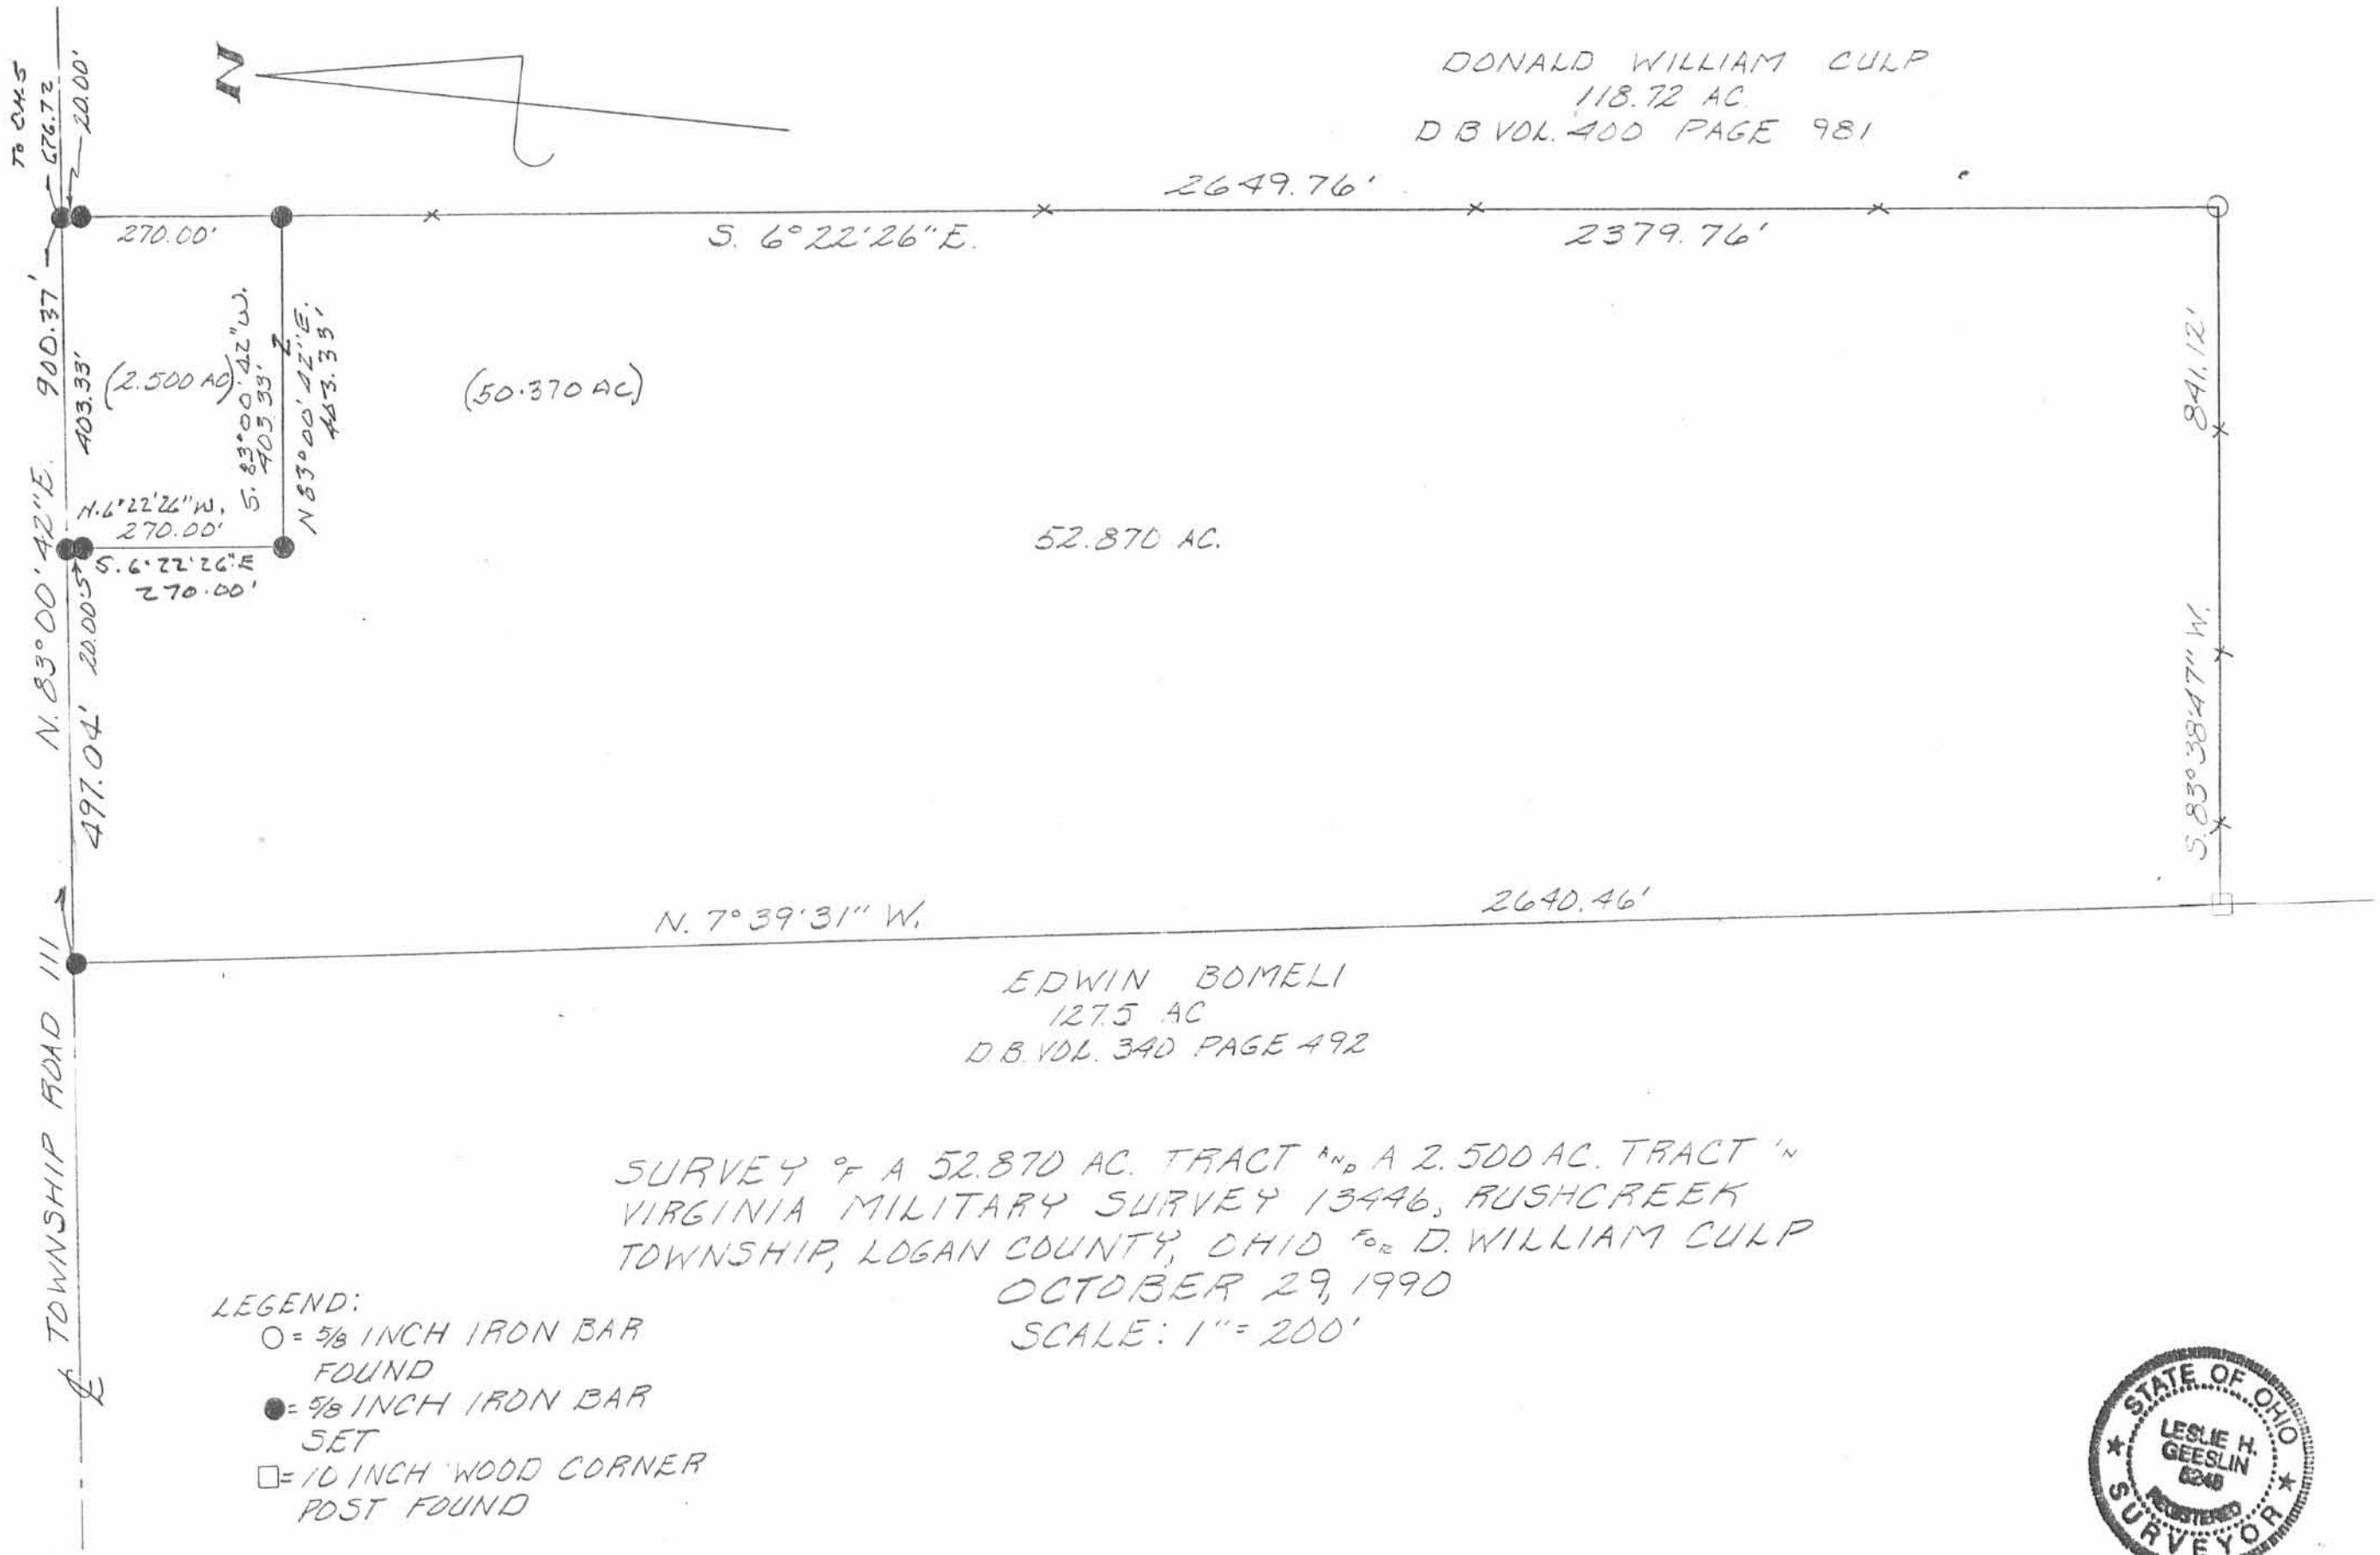 TO C.H.5
676.72
20.00'
N
DONALD WILLIAM CULP
118.72 AC.
D B VOL. 400 PAGE 981
2649.76'
270.00'
S. 6°22'26"E.
2379.76'
N. 83°00'42"E. 900.37'
403.33'
(2.500 AC)
S. 83°00'42"W.
403.33'
N 83°00'42"E.
403.33'
(50.370 AC)
841.12'
S. 83°38'47" W.
N. 6°22'26" W.
270.00'
S. 6°22'26"E
270.00'
20.005'
497.04'
52.870 AC.
N. 7°39'31" W.
2640.46'
EDWIN BOMELI
127.5 AC
D.B. VOL. 340 PAGE 492
TOWNSHIP ROAD 111
SURVEY OF A 52.870 AC. TRACT AND A 2.500 AC. TRACT IN
VIRGINIA MILITARY SURVEY 13446, RUSHCREEK
TOWNSHIP, LOGAN COUNTY, OHIO FOR D. WILLIAM CULP
OCTOBER 29, 1990
SCALE: 1"= 200'
LEGEND:
O = 5/8 INCH IRON BAR
FOUND
● = 5/8 INCH IRON BAR
SET
□ = 10 INCH WOOD CORNER
POST FOUND
STATE OF OHIO
LESLIE H.
GEESLIN
REGISTERED
SURVEYOR